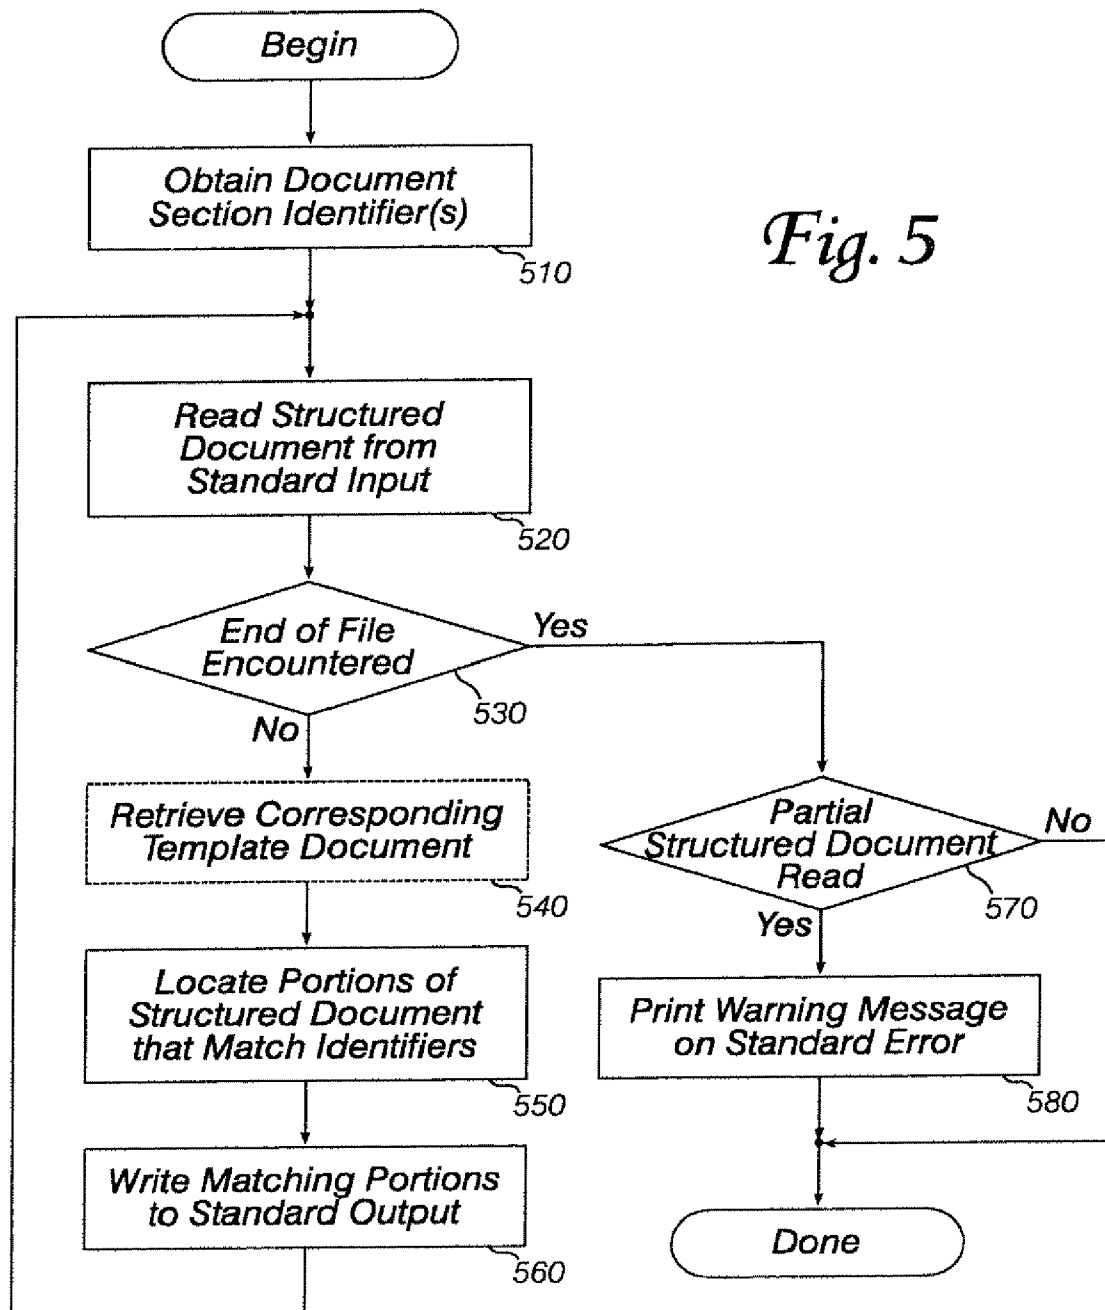 Begin
Obtain Document
Section Identifier(s)
510
Fig. 5
Read Structured
Document from
Standard Input
520
End of File
Encountered
Yes
530
No
Retrieve Corresponding
Template Document
540
Partial
Structured Document
Read
No
570
Yes
Locate Portions of
Structured Document
that Match Identifiers
550
Print Warning Message
on Standard Error
580
Write Matching Portions
to Standard Output
560
Done